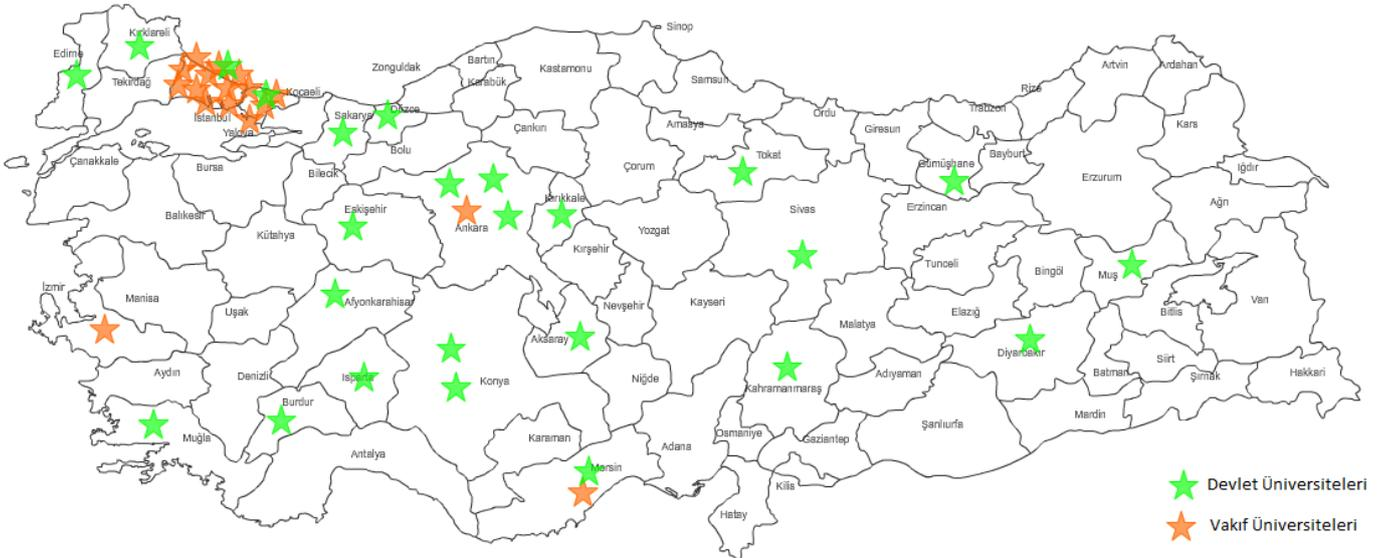 Sinop
Kırklareli
Edirne
Tekirdağ
Zonguldak
Bartın
Kastamonu
Karabük
Samsun
Artvin
Ardahan
Rize
Kocaeli
İstanbul
Yalova
Sakarya
Düzce
Bolu
Çankırı
Amasya
Ordu
Trabzon
Giresun
Kars
Çanakkale
Bursa
Bilecik
Çorum
Tokat
Gümüşhane
Bayburt
Erzurum
Iğdır
Balıkesir
Eskişehir
Kütahya
Ankara
Kırıkkale
Kırşehir
Yozgat
Sivas
Erzincan
Ağrı
İzmir
Manisa
Uşak
Afyonkarahisar
Nevşehir
Kayseri
Malatya
Tunceli
Elazığ
Bingöl
Muş
Bitlis
Van
Aydın
Denizli
Isparta
Burdur
Konya
Aksaray
Niğde
Kahramanmaraş
Adıyaman
Diyarbakır
Batman
Siirt
Şırnak
Hakkari
Muğla
Antalya
Karaman
Mersin
Adana
Osmaniye
Gaziantep
Şanlıurfa
Mardin
Kilis
Hatay
Devlet Üniversiteleri
Vakıf Üniversiteleri